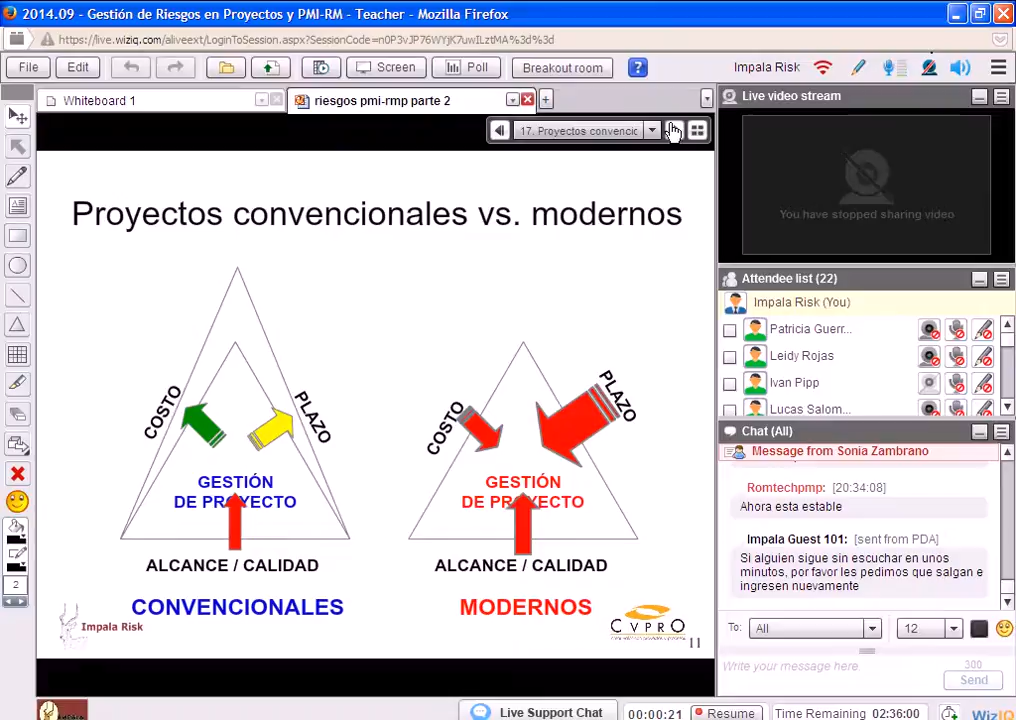 2014.09 - Gestión de Riesgos en Proyectos y PMI-RM - Teacher - Mozilla Firefox
https://live.wiziq.com/aliveext/LoginToSession.aspx?SessionCode=n0P3vJP76WYjK7uwILztMA%3d%3d
File Edit Screen Poll Breakout room ? Impala Risk
Whiteboard 1 riesgos pmi-rmp parte 2
17. Proyectos convencic
Proyectos convencionales vs. modernos
COSTO
PLAZO
GESTIÓN
DE PROYECTO
ALCANCE / CALIDAD
CONVENCIONALES
COSTO
PLAZO
GESTIÓN
DE PROYECTO
ALCANCE / CALIDAD
MODERNOS
Impala Risk
CVPRO
11
2
Live video stream
You have stopped sharing video
Attendee list (22)
Impala Risk (You)
Patricia Guerr...
Leidy Rojas
Ivan Pipp
Lucas Salom...
Chat (All)
Message from Sonia Zambrano
Romtechpmp: [20:34:08]
Ahora esta estable
Impala Guest 101: [sent from PDA]
Si alguien sigue sin escuchar en unos
minutos, por favor les pedimos que salgan e
ingresen nuevamente
To: All 12
Write your message here.
300
Send
Live Support Chat 00:00:21 Resume Time Remaining 02:36:00 WizIQ